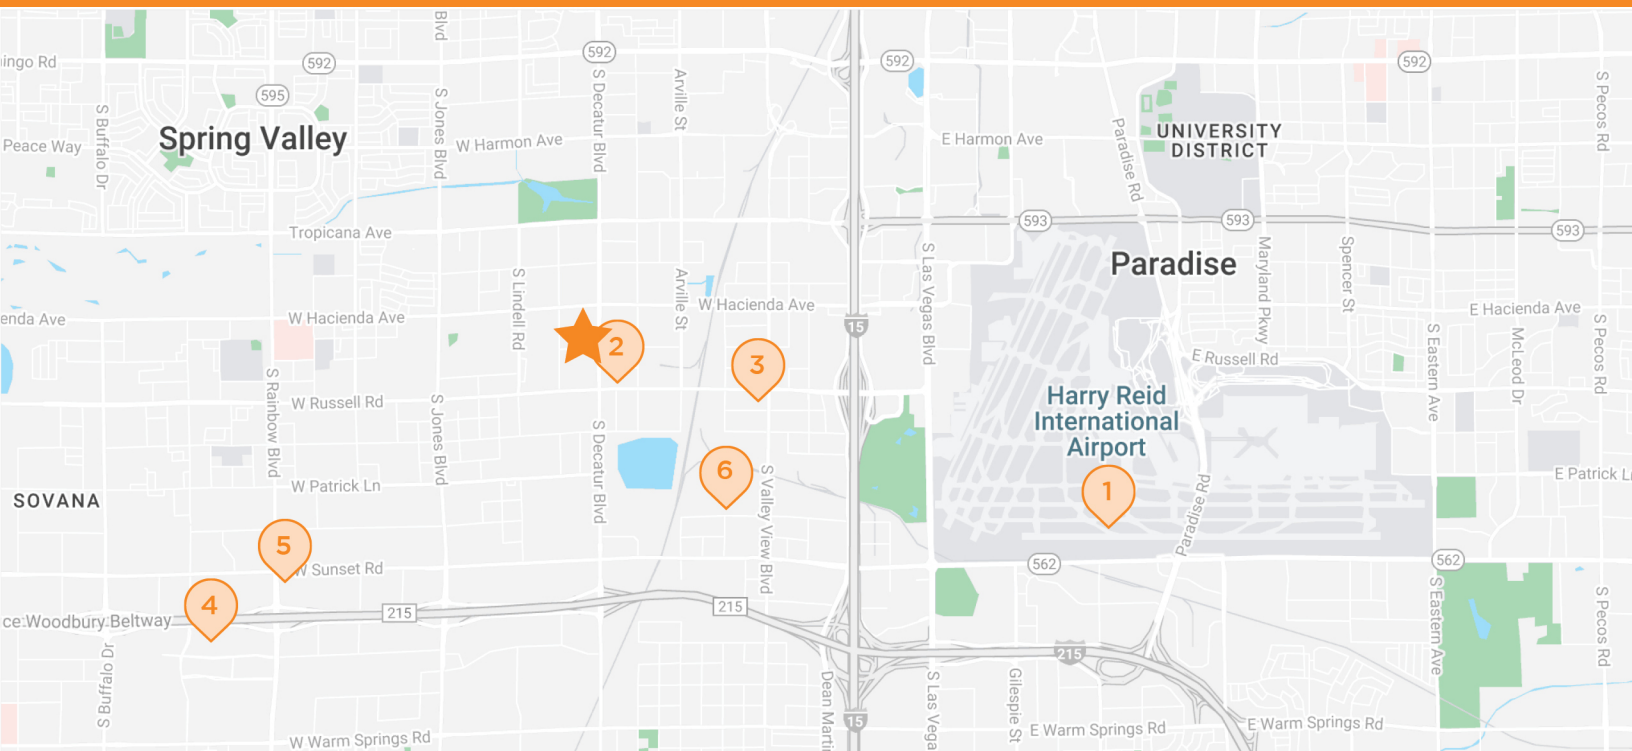 Blvd
592
592
592
592
ingo Rd
595
S Buffalo Dr
S Jones Blvd
S Decatur Blvd
Arville St
S Pecos Rd
Peace Way
Spring Valley
W Harmon Ave
E Harmon Ave
Paradise Rd
UNIVERSITY
DISTRICT
Tropicana Ave
593
593
593
Paradise
S Lindell Rd
Arville St
S Las Vegas Blvd
Maryland Pkwy
Spencer St
enda Ave
W Hacienda Ave
W Hacienda Ave
E Hacienda Ave
15
2
3
E Russell Rd
S Eastern Ave
McLeod Dr
S Pecos Rd
S Rainbow Blvd
W Russell Rd
S Jones Blvd
Harry Reid
International
Airport
S Decatur Blvd
6
S Valley View Blvd
1
Paradise Rd
E Patrick L
SOVANA
W Patrick Ln
5
W Sunset Rd
562
562
4
ce Woodbury Beltway
215
215
215
S Buffalo Dr
Dean Martin
S Las Vega
Gilespie St
S Eastern Ave
S Pecos Rd
15
W Warm Springs Rd
E Warm Springs Rd
E Warm Springs Rd